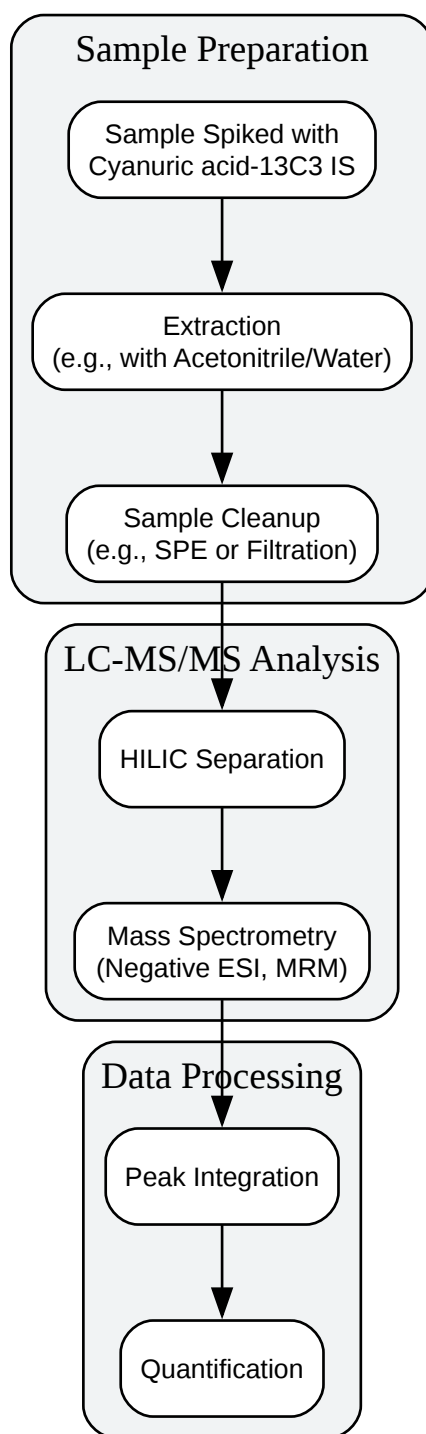 Sample Preparation
Sample Spiked with
Cyanuric acid-13C3 IS
Extraction
(e.g., with Acetonitrile/Water)
Sample Cleanup
(e.g., SPE or Filtration)
LC-MS/MS Analysis
HILIC Separation
Mass Spectrometry
(Negative ESI, MRM)
Data Processing
Peak Integration
Quantification